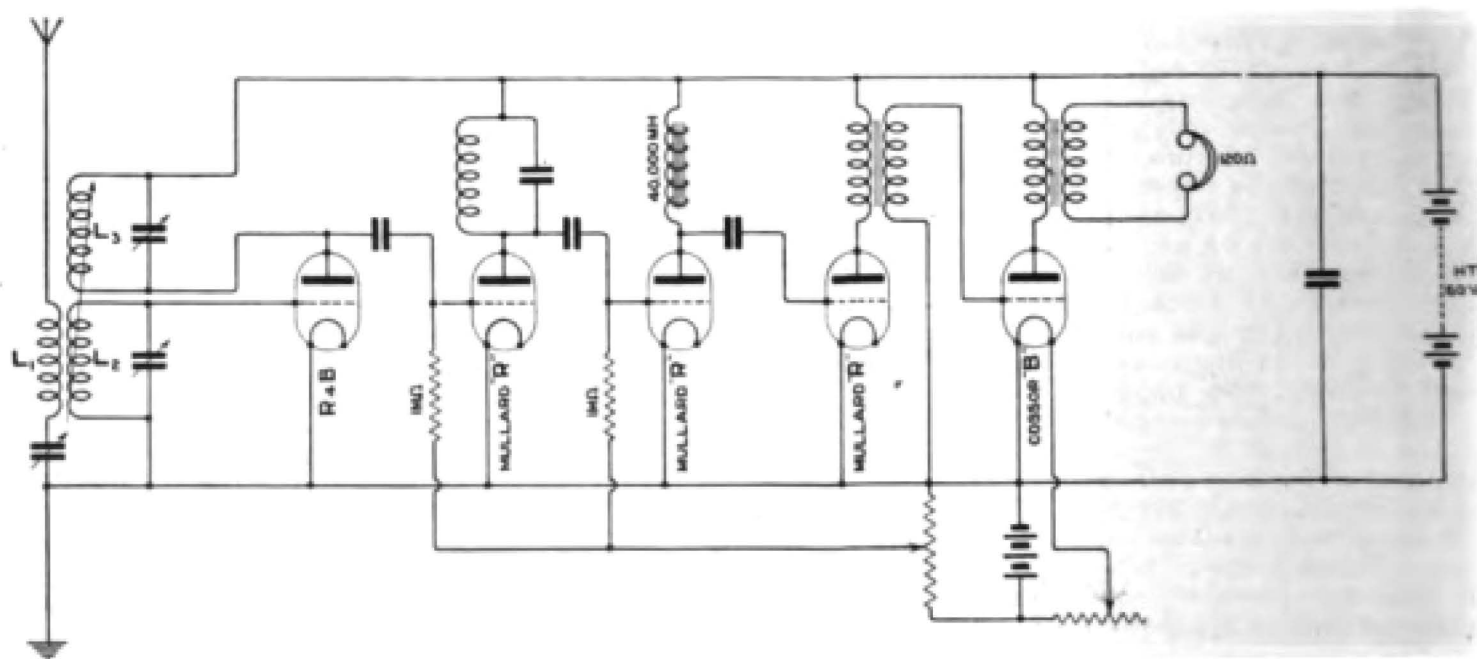 L₃
L₁
L₂
R4B
1MΩ
MULLARD "R"
1MΩ
40,000 MH
MULLARD "R"
MULLARD "R"
COSSOR "B"
HT
60V